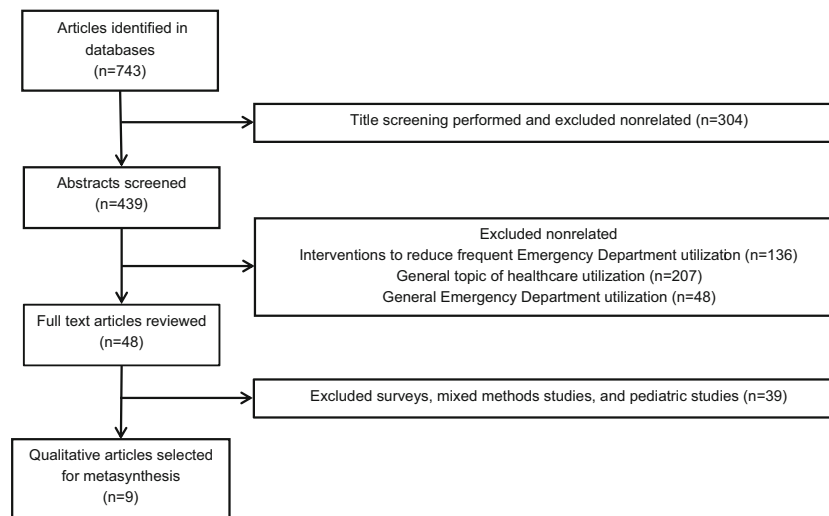 Articles identified in
databases
(n=743)
Title screening performed and excluded nonrelated (n=304)
Abstracts screened
(n=439)
Excluded nonrelated
Interventions to reduce frequent Emergency Department utilization (n=136)
General topic of healthcare utilization (n=207)
General Emergency Department utilization (n=48)
Full text articles reviewed
(n=48)
Excluded surveys, mixed methods studies, and pediatric studies (n=39)
Qualitative articles selected
for metasynthesis
(n=9)